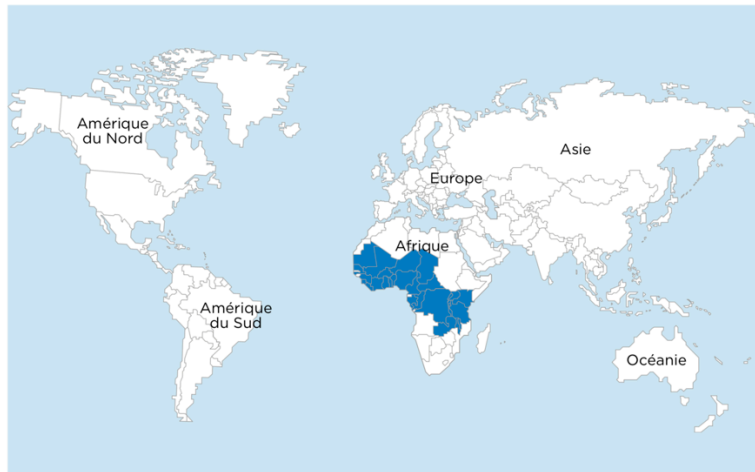 Amérique
du Nord
Asie
Europe
Afrique
Amérique
du Sud
Océanie